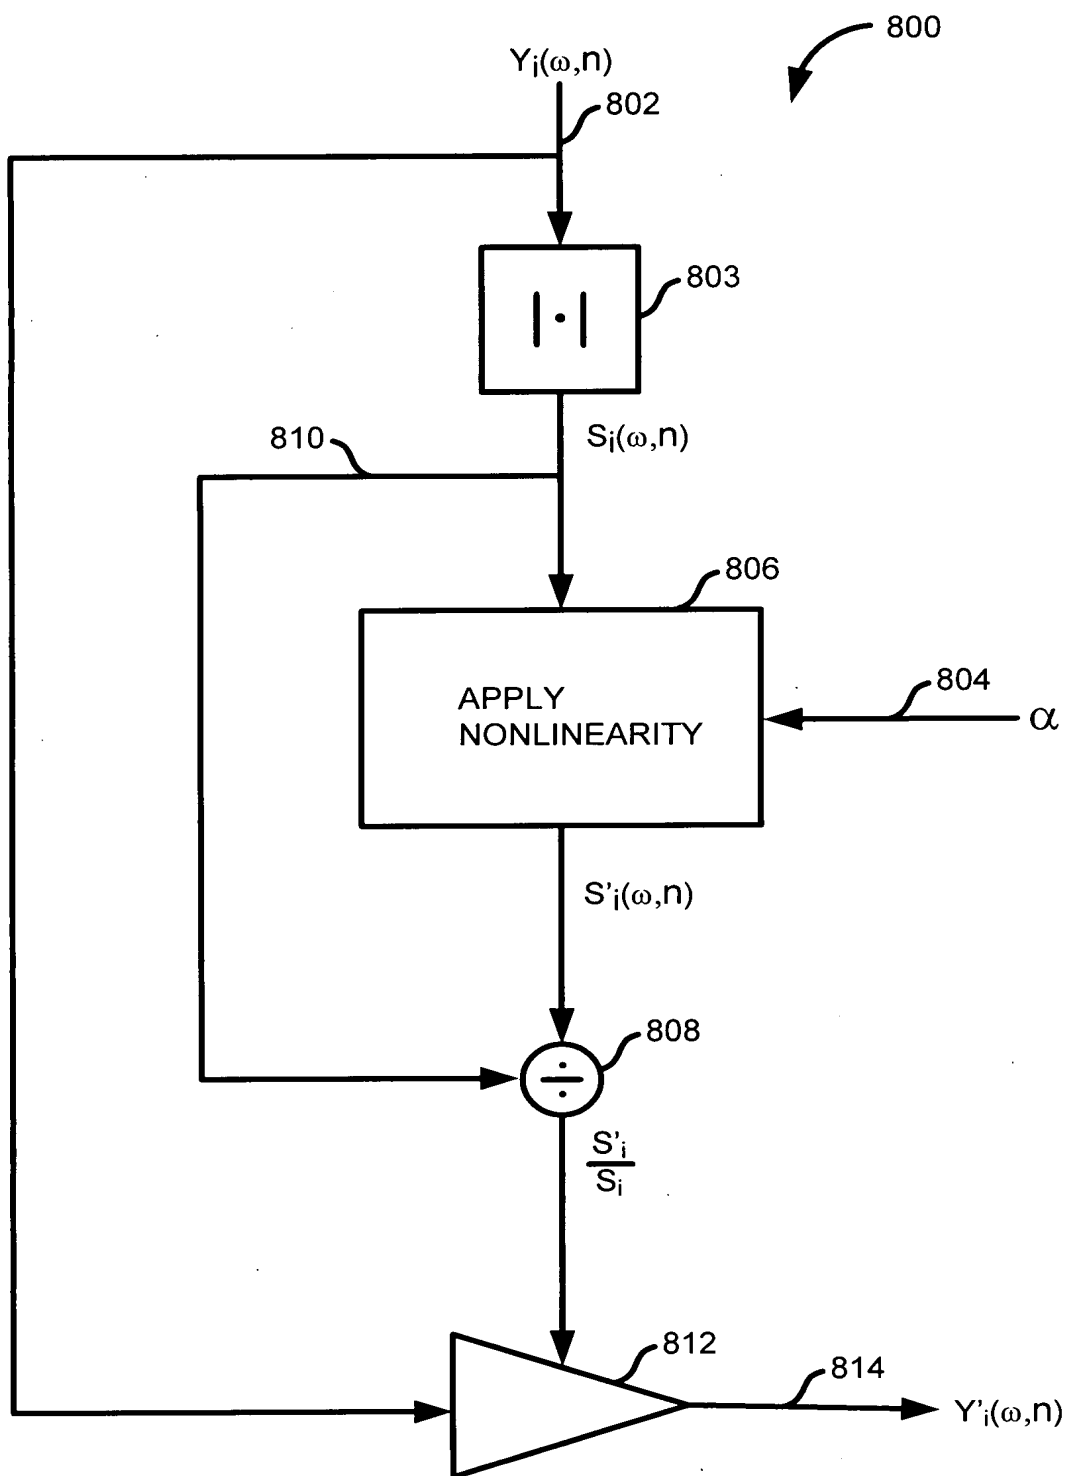 800
Yi(ω,n)
802
803
|·|
Si(ω,n)
810
806
804
APPLY
NONLINEARITY
α
S'i(ω,n)
808
÷
S'i
Si
812
814
Y'i(ω,n)